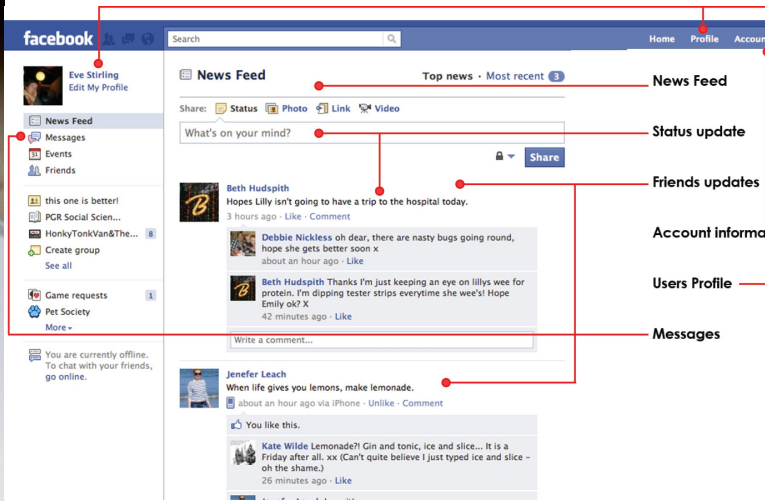 facebook
Search
Home Profile Accoun
Eve Stirling
Edit My Profile
News Feed
Messages
31 Events
Friends
this one is better!
PGR Social Scien...
HonkyTonkVan&The... 8
Create group
See all
Game requests 1
Pet Society
More
You are currently offline.
To chat with your friends,
go online.
News Feed
Top news · Most recent 3
Share: Status Photo Link Video
What's on your mind?
Share
Beth Hudspith
Hopes Lilly isn't going to have a trip to the hospital today.
3 hours ago · Like · Comment
Debbie Nickless oh dear, there are nasty bugs going round,
hope she gets better soon x
about an hour ago · Like
Beth Hudspith Thanks I'm just keeping an eye on lillys wee for
protein. I'm dipping tester strips everytime she wee's! Hope
Emily ok? X
42 minutes ago · Like
Write a comment...
Jenefer Leach
When life gives you lemons, make lemonade.
about an hour ago via iPhone · Unlike · Comment
You like this.
Kate Wilde Lemonade?! Gin and tonic, ice and slice... It is a
Friday after all. xx (Can't quite believe I just typed ice and slice –
oh the shame.)
26 minutes ago · Like
News Feed
Status update
Friends updates
Account informa
Users Profile
Messages